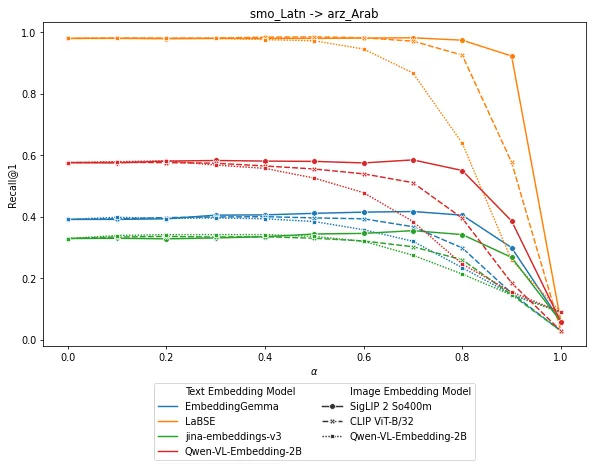 smo_Latn -> arz_Arab
1.0
0.8
0.6
0.4
0.2
0.0
Recall@1
0.0 0.2 0.4 0.6 0.8 1.0
α
Text Embedding Model
EmbeddingGemma
LaBSE
jina-embeddings-v3
Qwen-VL-Embedding-2B
Image Embedding Model
SigLIP 2 So400m
CLIP ViT-B/32
Qwen-VL-Embedding-2B